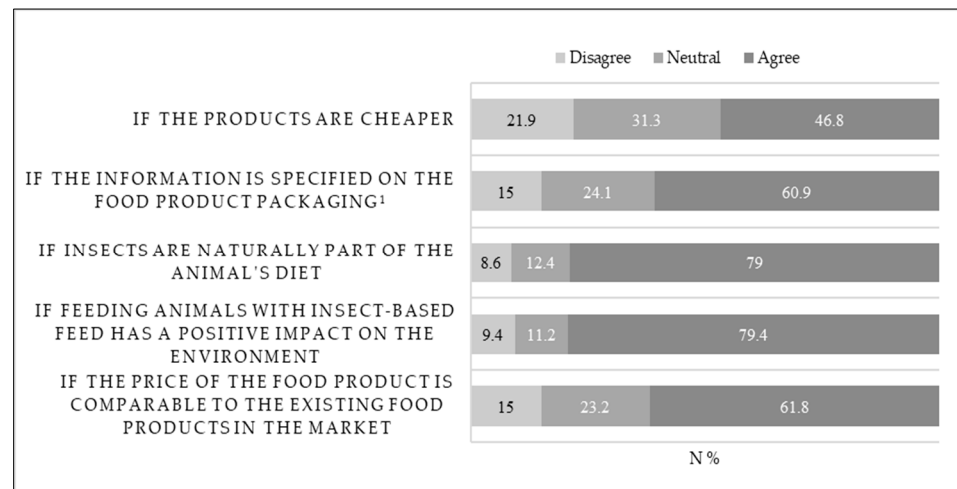 Disagree Neutral Agree
IF THE PRODUCTS ARE CHEAPER
21.9 31.3 46.8
IF THE INFORMATION IS SPECIFIED ON THE
FOOD PRODUCT PACKAGING¹
15 24.1 60.9
IF INSECTS ARE NATURALLY PART OF THE
ANIMAL'S DIET
8.6 12.4 79
IF FEEDING ANIMALS WITH INSECT-BASED
FEED HAS A POSITIVE IMPACT ON THE
ENVIRONMENT
9.4 11.2 79.4
IF THE PRICE OF THE FOOD PRODUCT IS
COMPARABLE TO THE EXISTING FOOD
PRODUCTS IN THE MARKET
15 23.2 61.8
N %